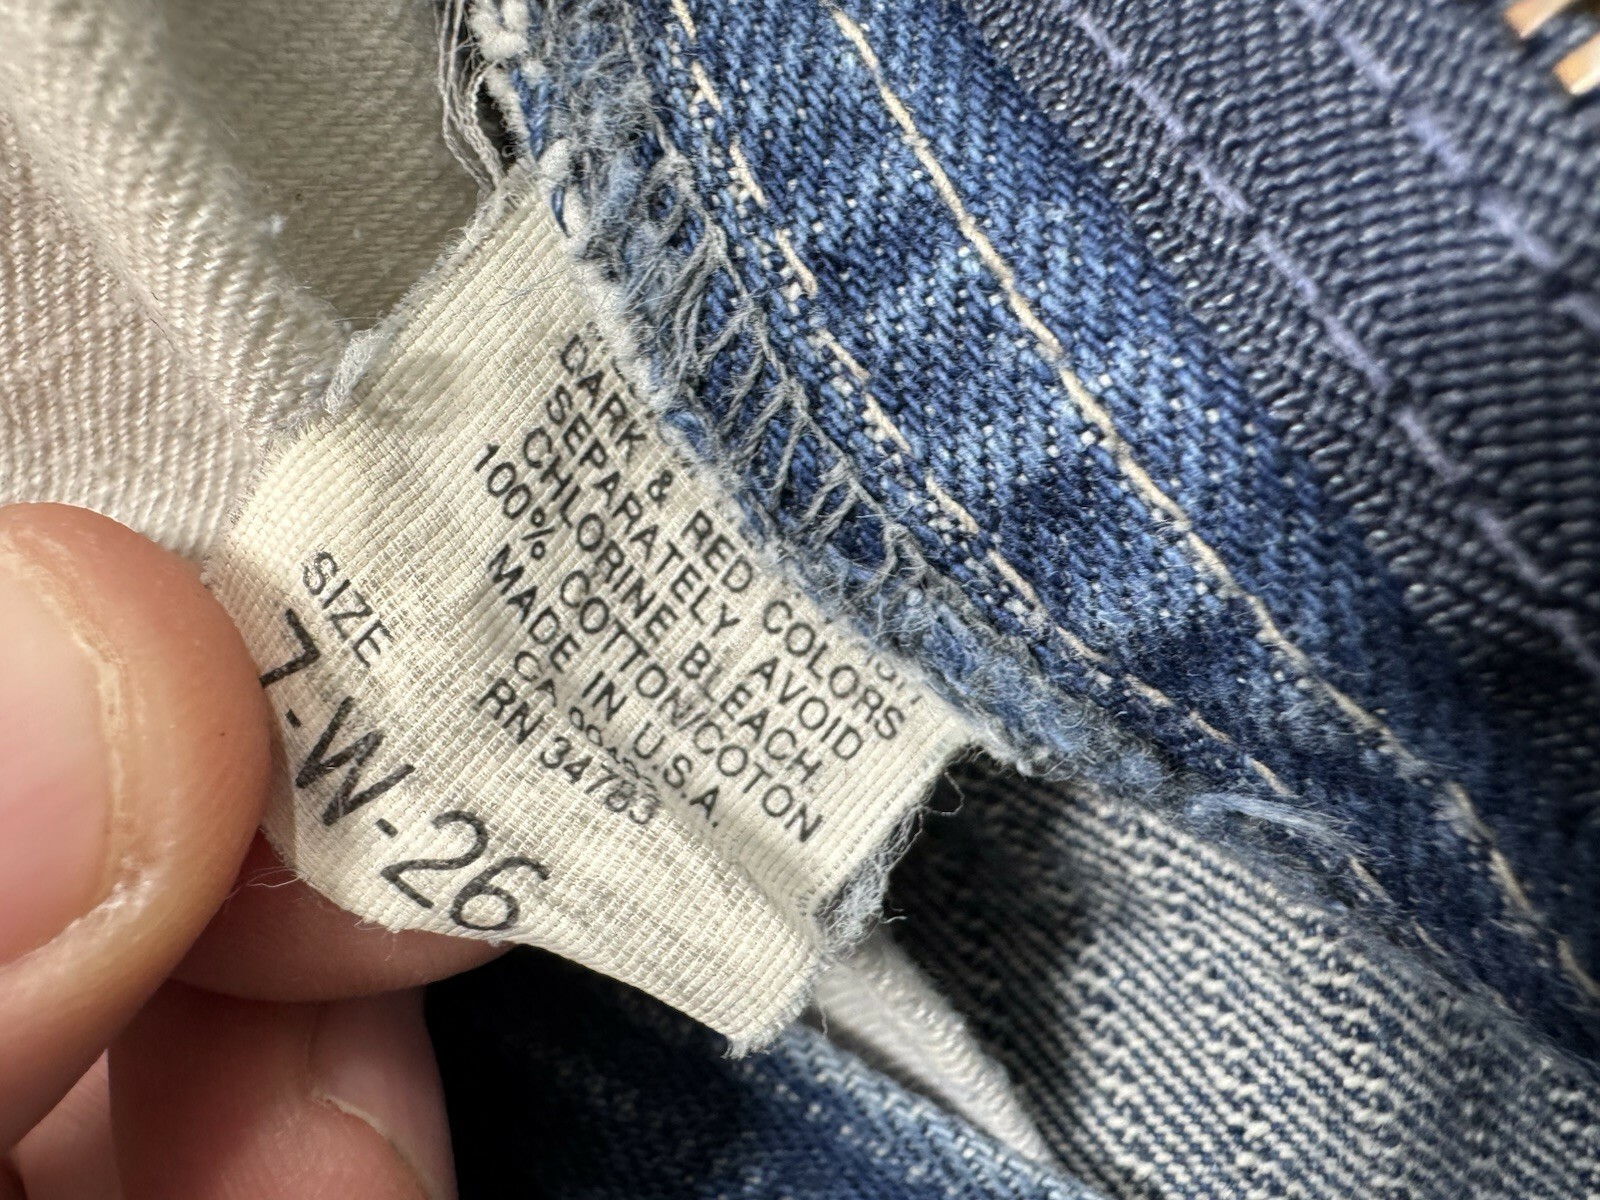 DARK & RED COLORS
SEPARATELY AVOID
CHLORINE BLEACH.
100% COTTON/COTON
MADE IN U.S.A.
RN 34783
SIZE
7-W-26